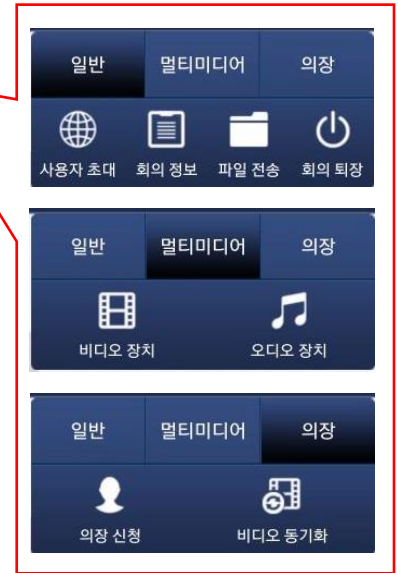 일반 멀티미디어 의장
사용자 초대 회의 정보 파일 전송 회의 퇴장
일반 멀티미디어 의장
비디오 장치 오디오 장치
일반 멀티미디어 의장
의장 신청 비디오 동기화